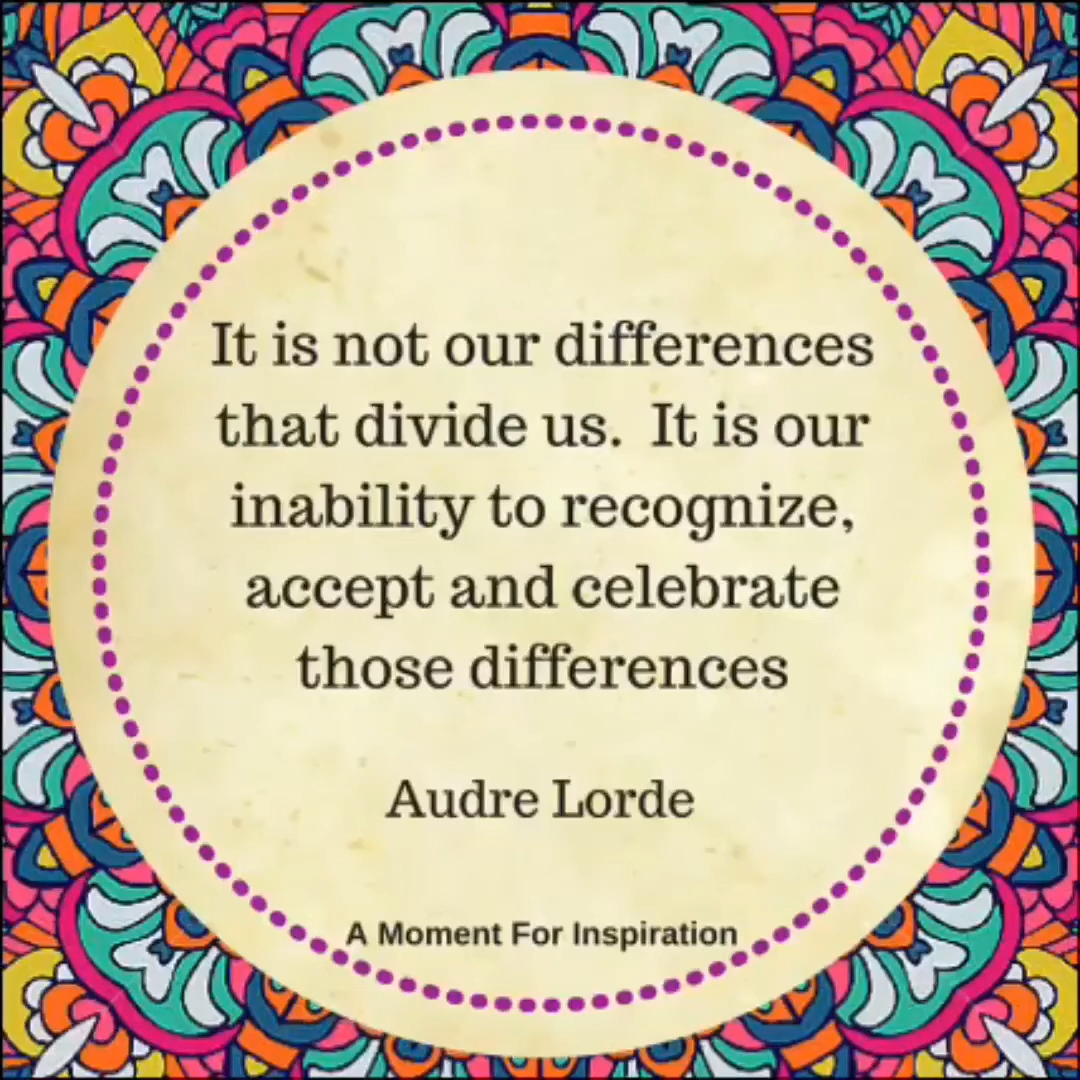 It is not our differences
that divide us.  It is our
inability to recognize,
accept and celebrate
those differences
Audre Lorde
A Moment For Inspiration